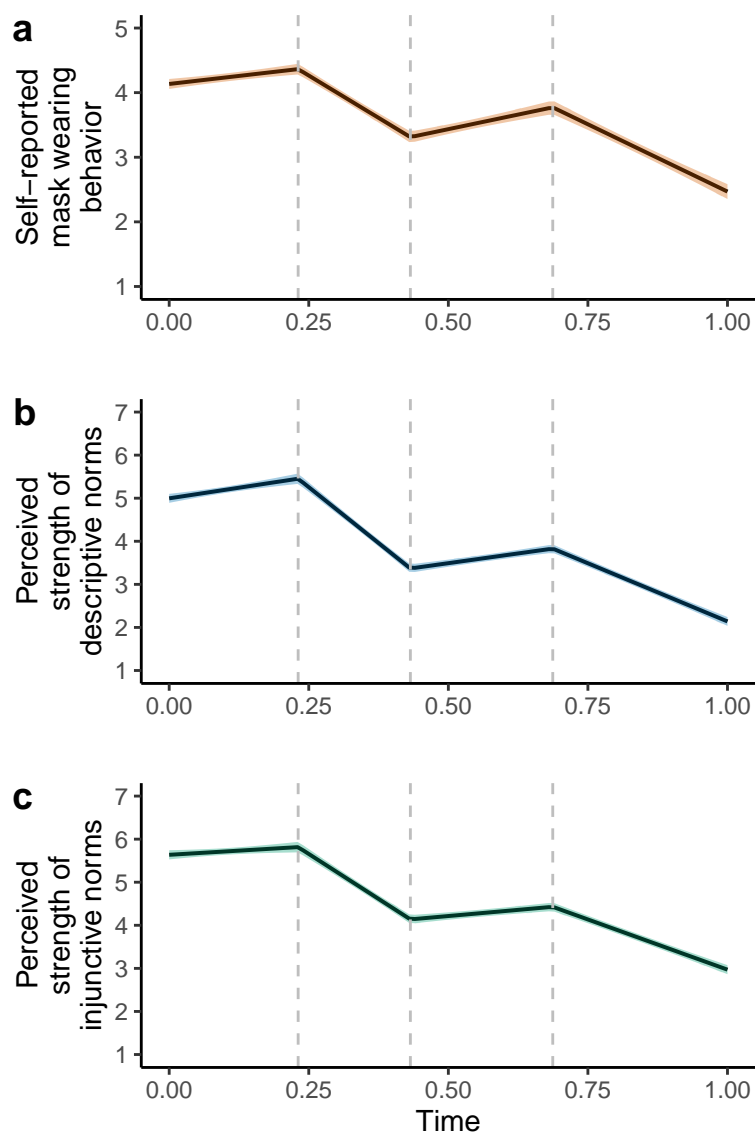 a
Self−reported
mask wearing
behavior
5
4
3
2
1
0.00 0.25 0.50 0.75 1.00
b
Perceived
strength of
descriptive norms
7
6
5
4
3
2
1
0.00 0.25 0.50 0.75 1.00
c
Perceived
strength of
injunctive norms
7
6
5
4
3
2
1
0.00 0.25 0.50 0.75 1.00
Time